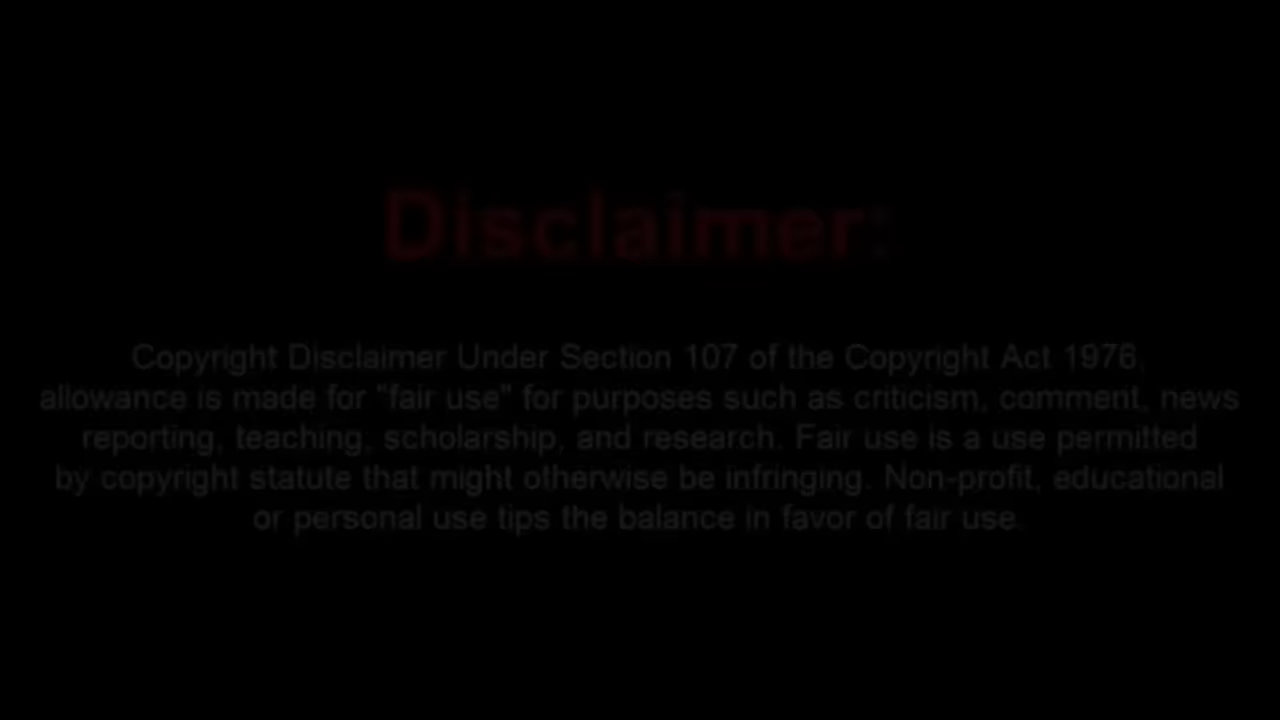 Disclaimer:
Copyright Disclaimer Under Section 107 of the Copyright Act 1976,
allowance is made for "fair use" for purposes such as criticism, comment, news
reporting, teaching, scholarship, and research. Fair use is a use permitted
by copyright statute that might otherwise be infringing. Non-profit, educational
or personal use tips the balance in favor of fair use.